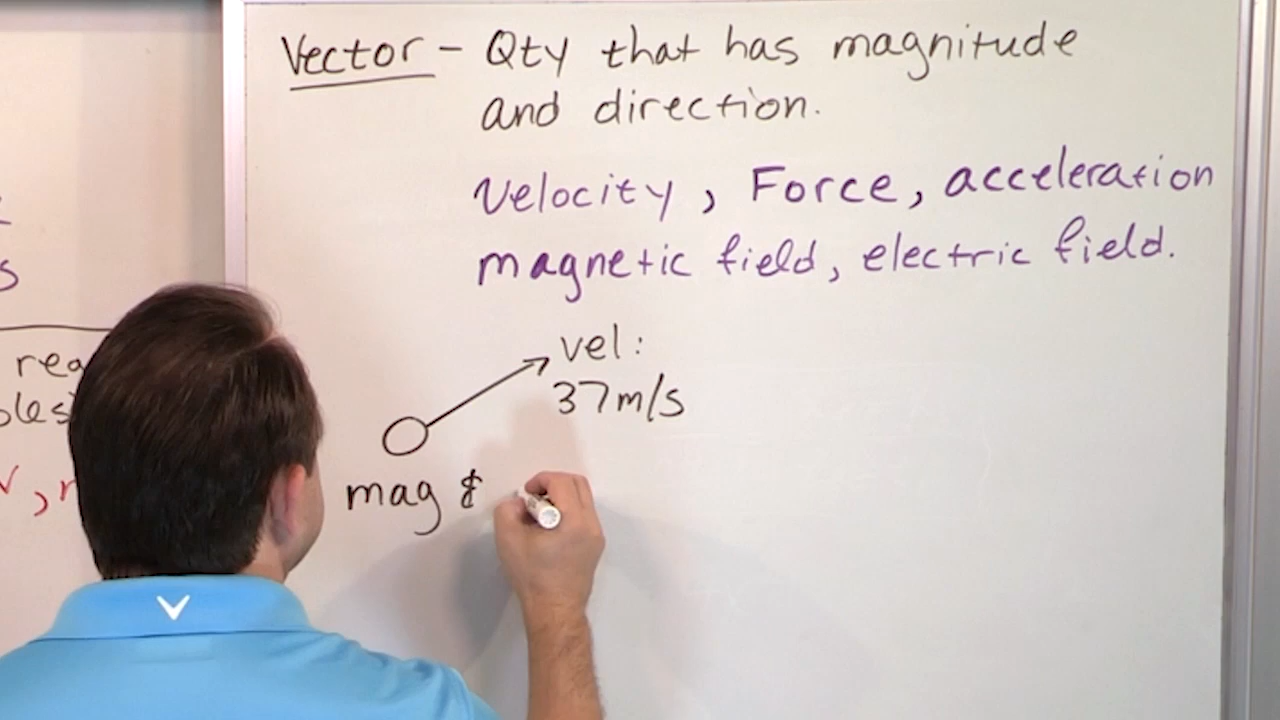 Vector - Qty that has magnitude
and direction.
Velocity, Force, acceleration
magnetic field, electric field.
vel:
37m/s
mag &